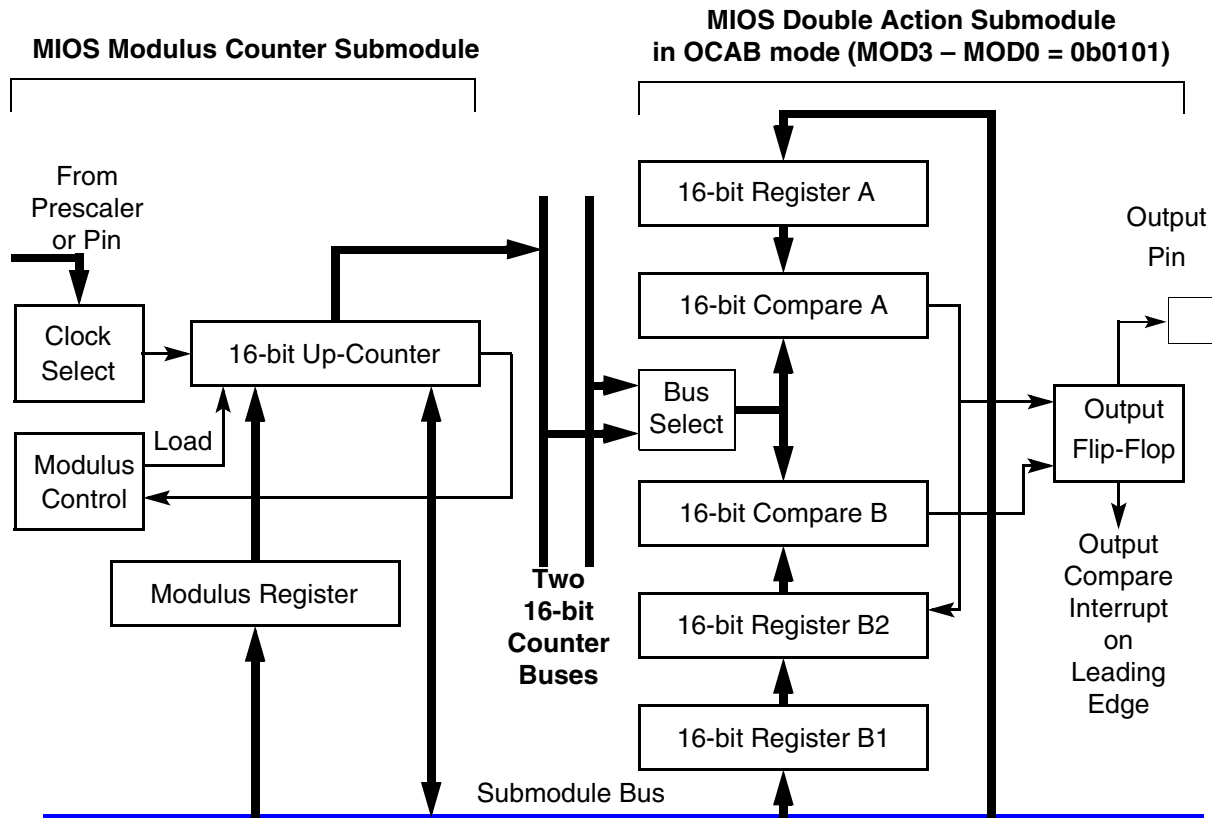 MIOS Modulus Counter Submodule
MIOS Double Action Submodule
in OCAB mode (MOD3 – MOD0 = 0b0101)
From
Prescaler
or Pin
Clock
Select
16-bit Up-Counter
Load
Modulus
Control
Modulus Register
Two
16-bit
Counter
Buses
16-bit Register A
16-bit Compare A
Bus
Select
16-bit Compare B
16-bit Register B2
16-bit Register B1
Output
Pin
Output
Flip-Flop
Output
Compare
Interrupt
on
Leading
Edge
Submodule Bus